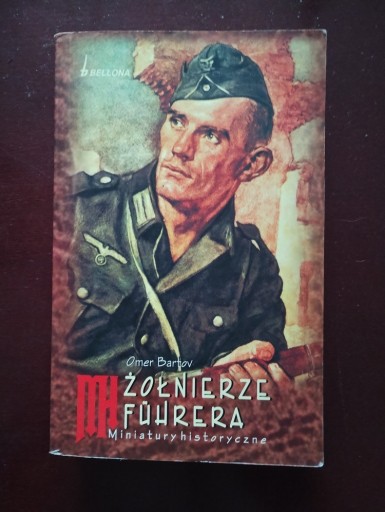 b BELLONA
Omer Bartov
MH
ŻOŁNIERZE
FÜHRERA
Miniatury historyczne